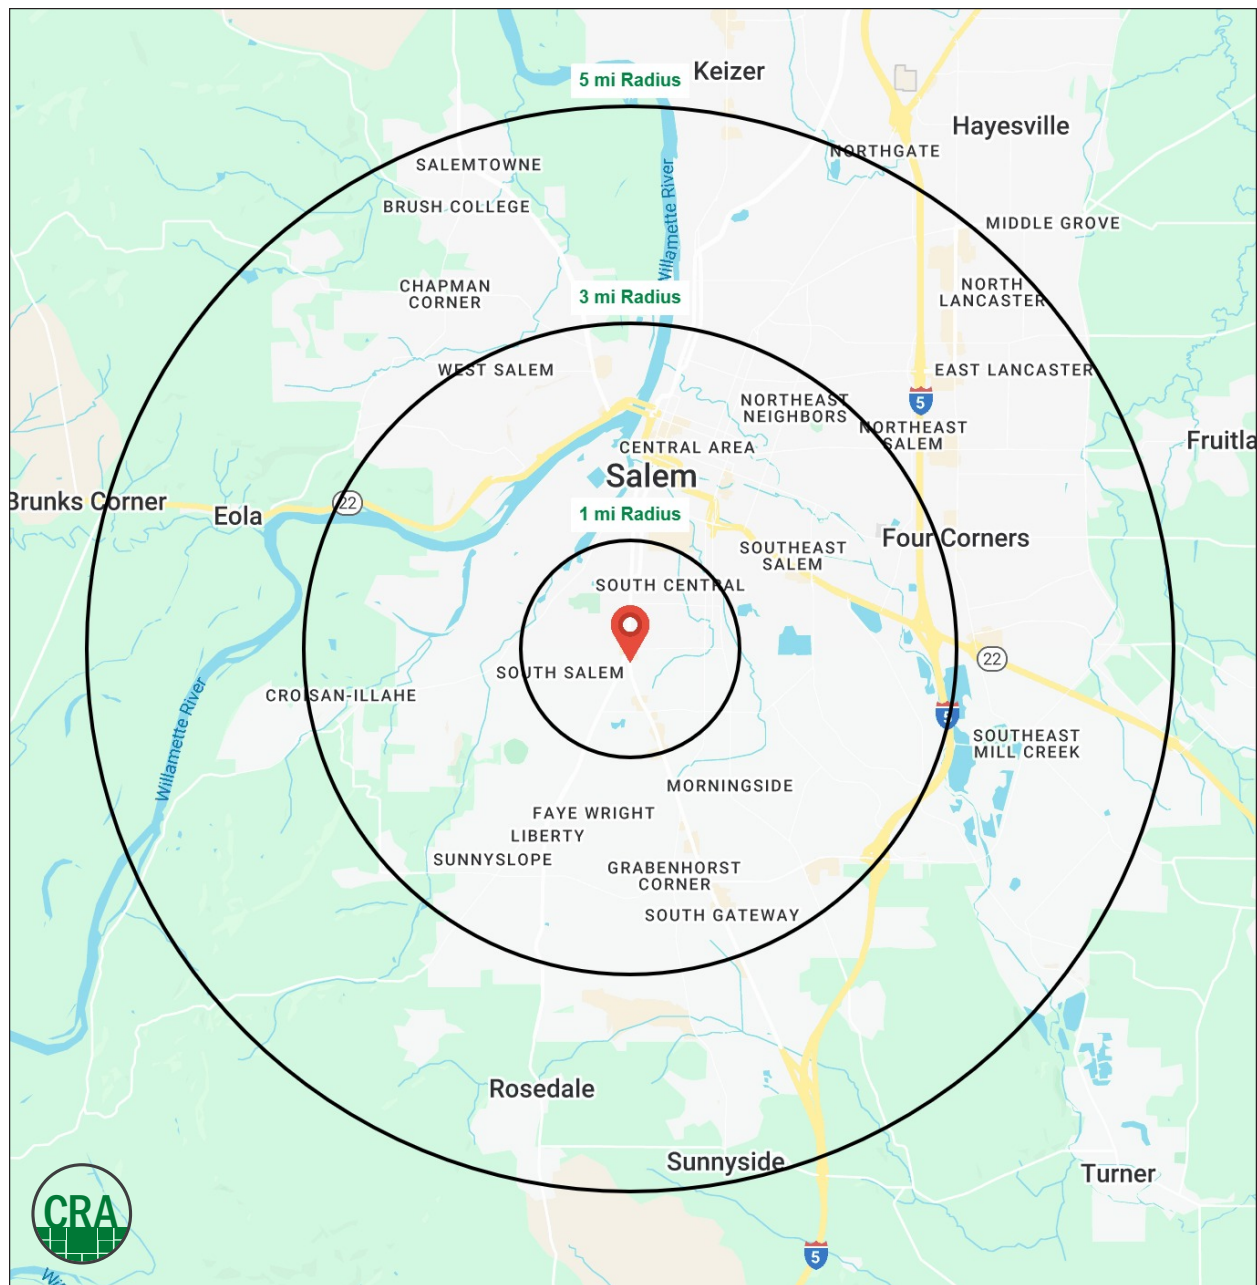 Keizer
5 mi Radius
Hayesville
NORTHGATE
SALEMTOWNE
BRUSH COLLEGE
Willamette River
MIDDLE GROVE
CHAPMAN
CORNER
3 mi Radius
NORTH
LANCASTER
WEST SALEM
EAST LANCASTER
NORTHEAST
NEIGHBORS
5
NORTHEAST
SALEM
Fruitla
CENTRAL AREA
Salem
Brunks Corner
22
Eola
1 mi Radius
Four Corners
SOUTHEAST
SALEM
SOUTH CENTRAL
22
SOUTH SALEM
CROISAN-ILLAHE
5
Willamette River
SOUTHEAST
MILL CREEK
MORNINGSIDE
FAYE WRIGHT
LIBERTY
SUNNYSLOPE
GRABENHORST
CORNER
SOUTH GATEWAY
Rosedale
Sunnyside
Turner
CRA
5
Wi